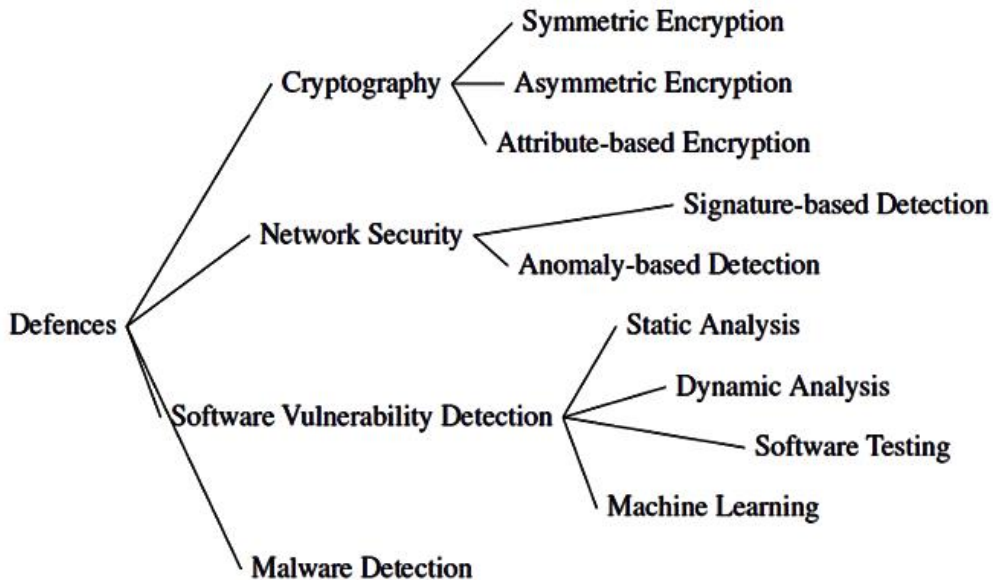 Symmetric Encryption
Cryptography
Asymmetric Encryption
Attribute-based Encryption
Signature-based Detection
Network Security
Anomaly-based Detection
Defences
Static Analysis
Dynamic Analysis
Software Vulnerability Detection
Software Testing
Machine Learning
Malware Detection